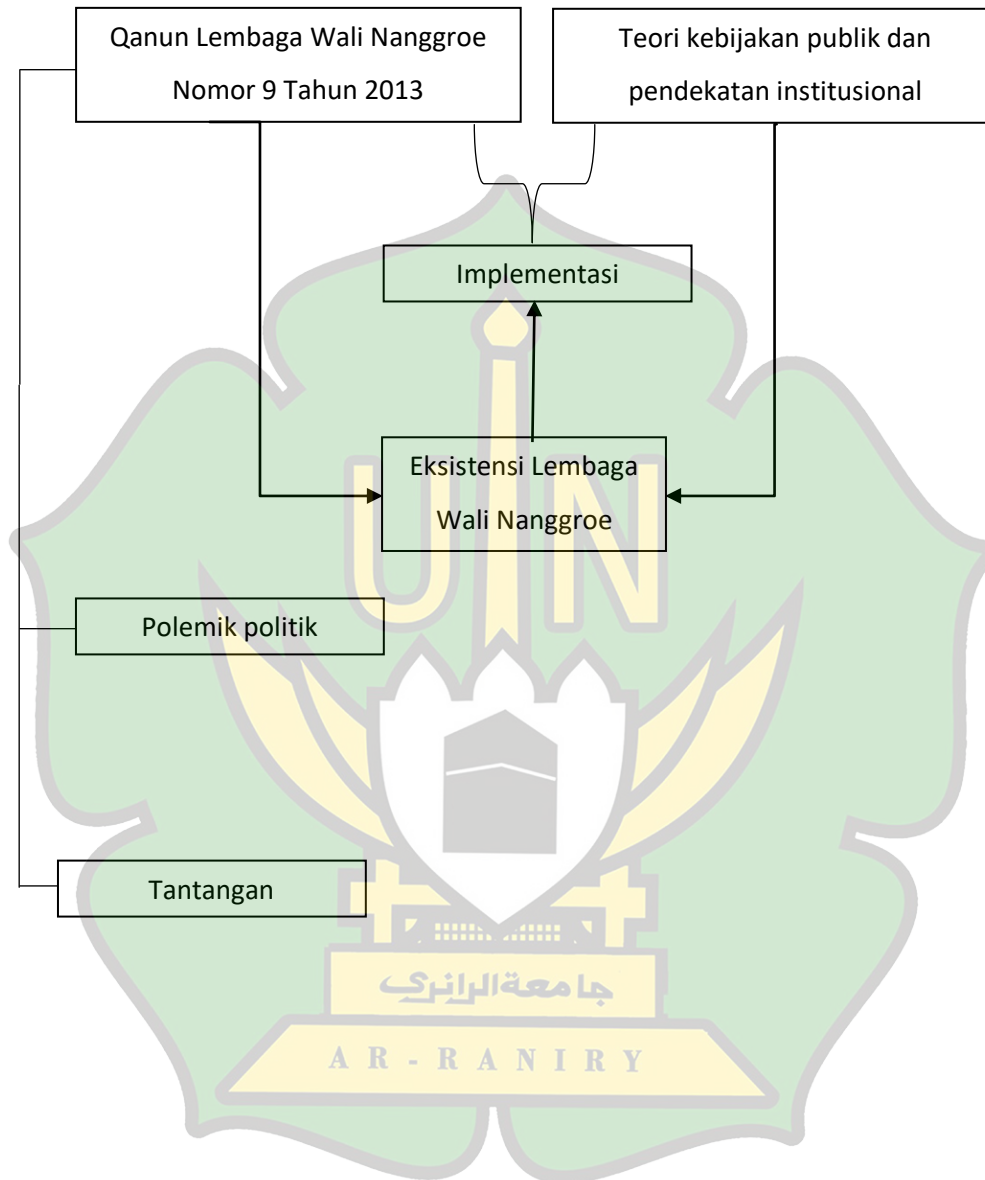 Qanun Lembaga Wali Nanggroe
Nomor 9 Tahun 2013
Teori kebijakan publik dan
pendekatan institusional
Implementasi
Eksistensi Lembaga
Wali Nanggroe
UIN
Polemik politik
Tantangan
جامعة الرانري
AR-RANIRY